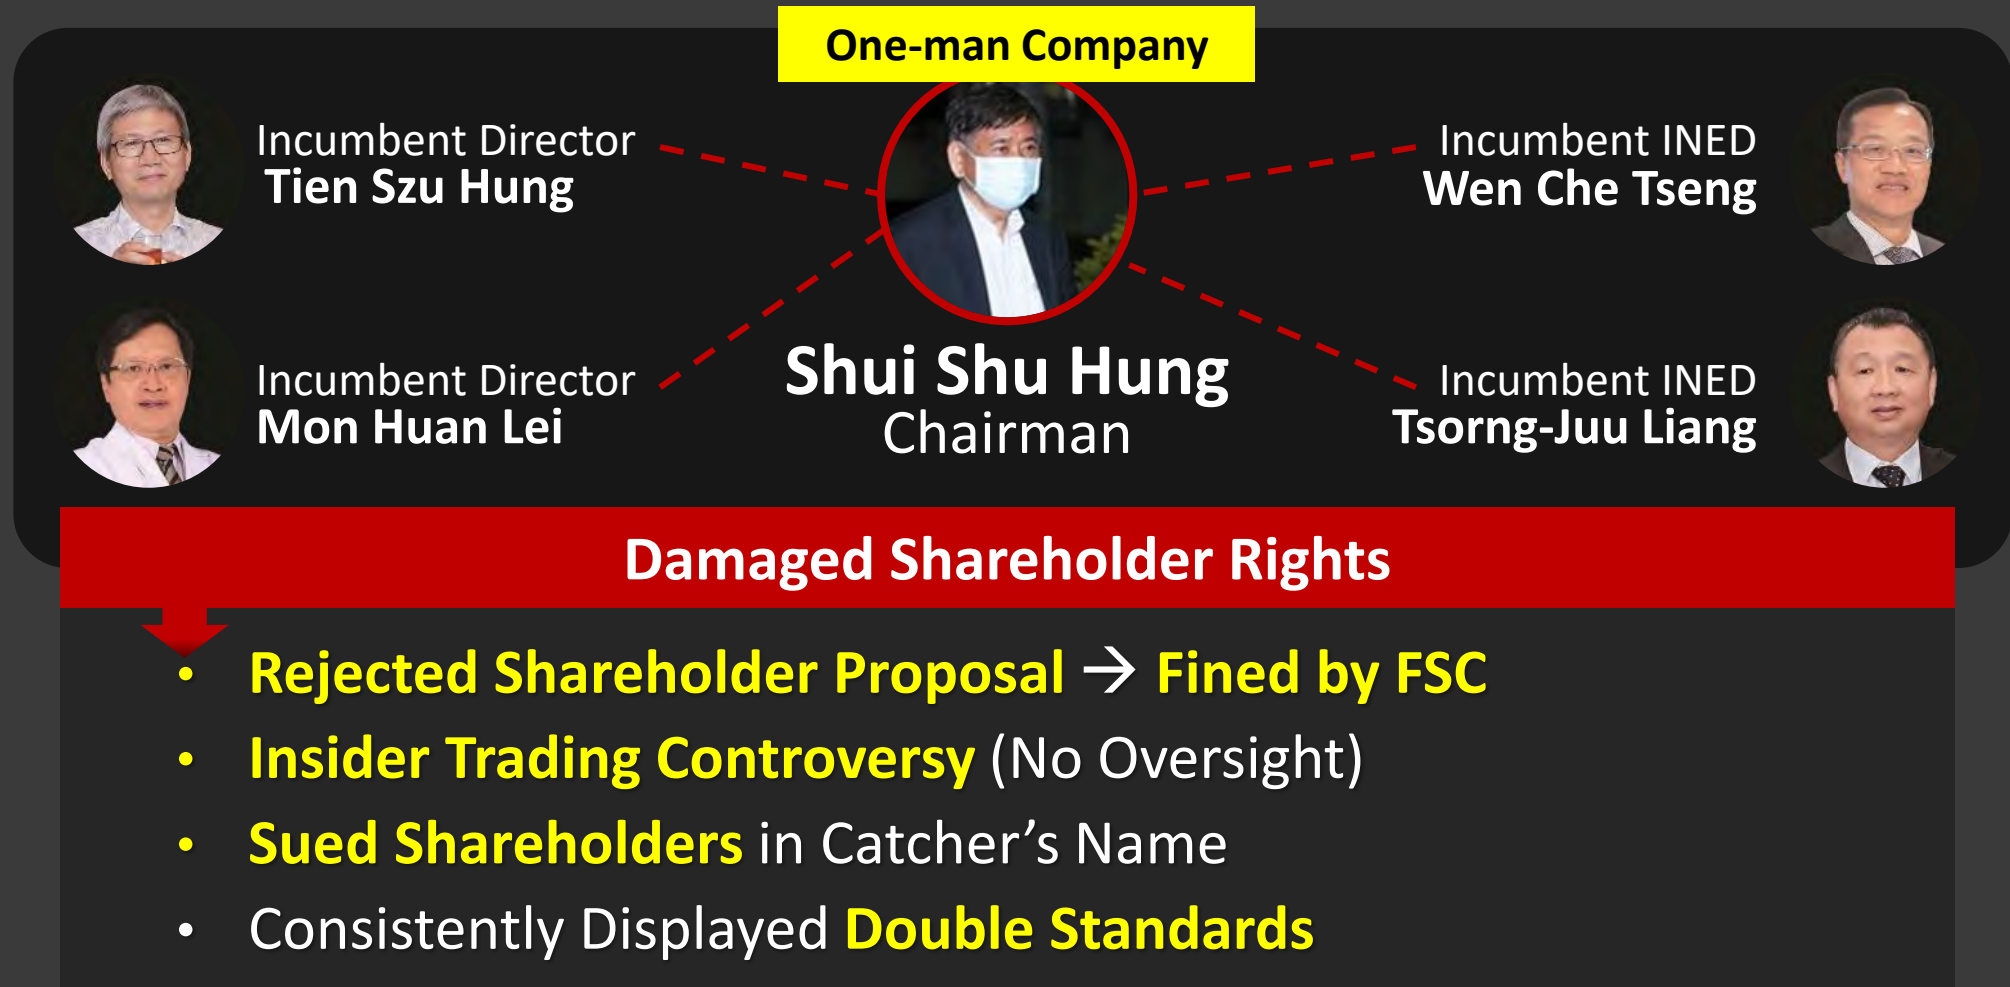 One-man Company
Incumbent Director
Tien Szu Hung
Incumbent INED
Wen Che Tseng
Incumbent Director
Mon Huan Lei
Shui Shu Hung
Chairman
Incumbent INED
Tsorng-Juu Liang
Damaged Shareholder Rights
• Rejected Shareholder Proposal → Fined by FSC
• Insider Trading Controversy (No Oversight)
• Sued Shareholders in Catcher’s Name
• Consistently Displayed Double Standards